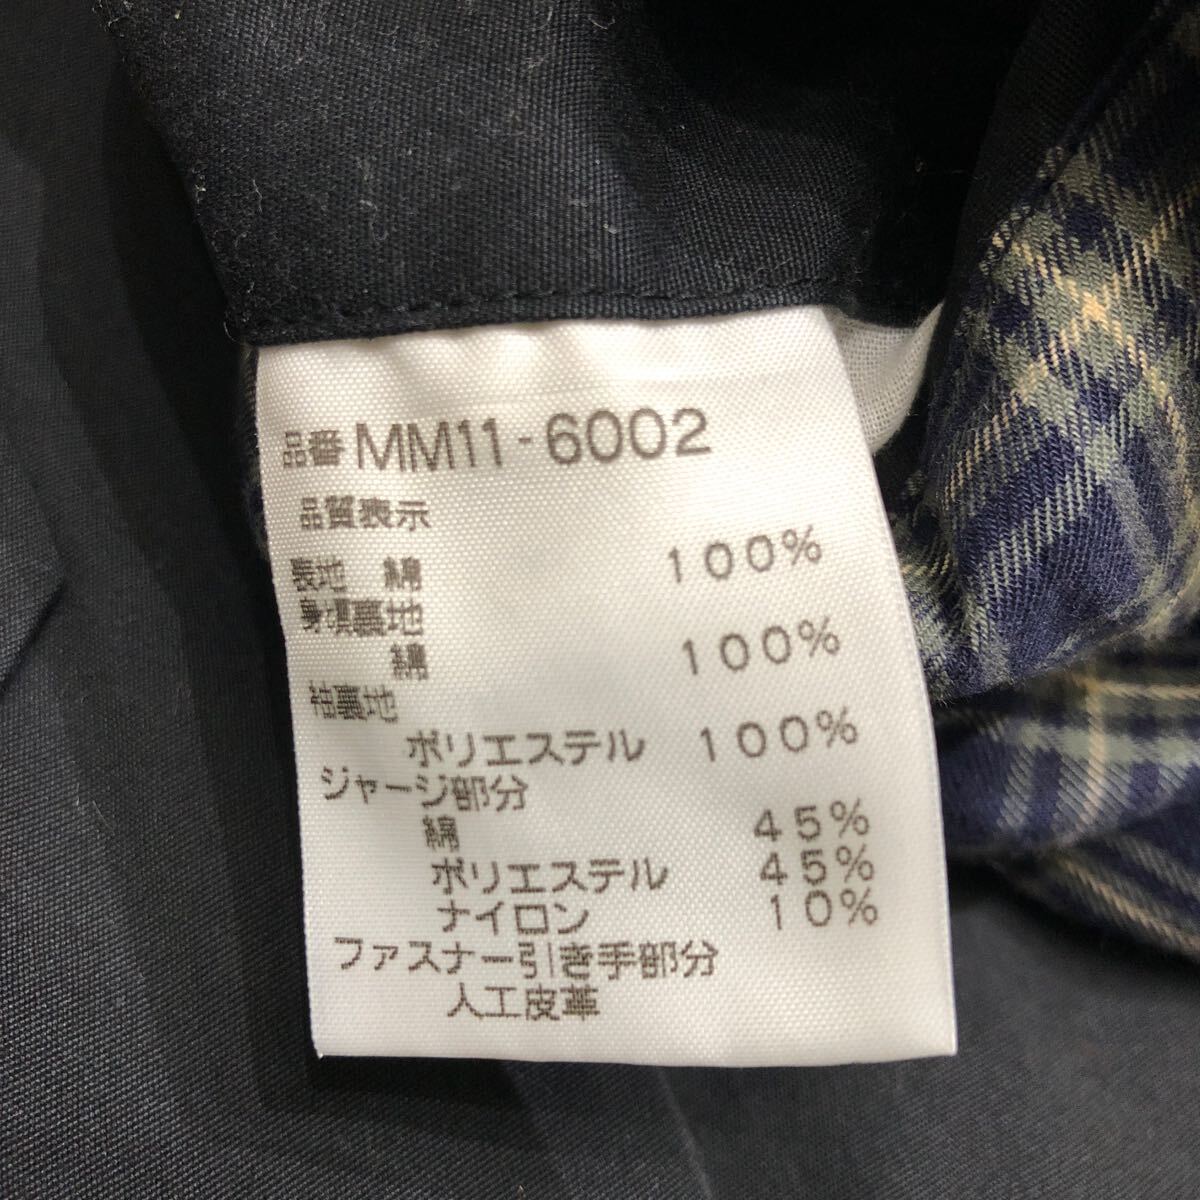 品番 MM11-6002
品質表示
表地 綿 100%
身頃裏地
綿 100%
袖裏地
ポリエステル 100%
ジャージ部分
綿 45%
ポリエステル 45%
ナイロン 10%
ファスナー引き手部分
人工皮革